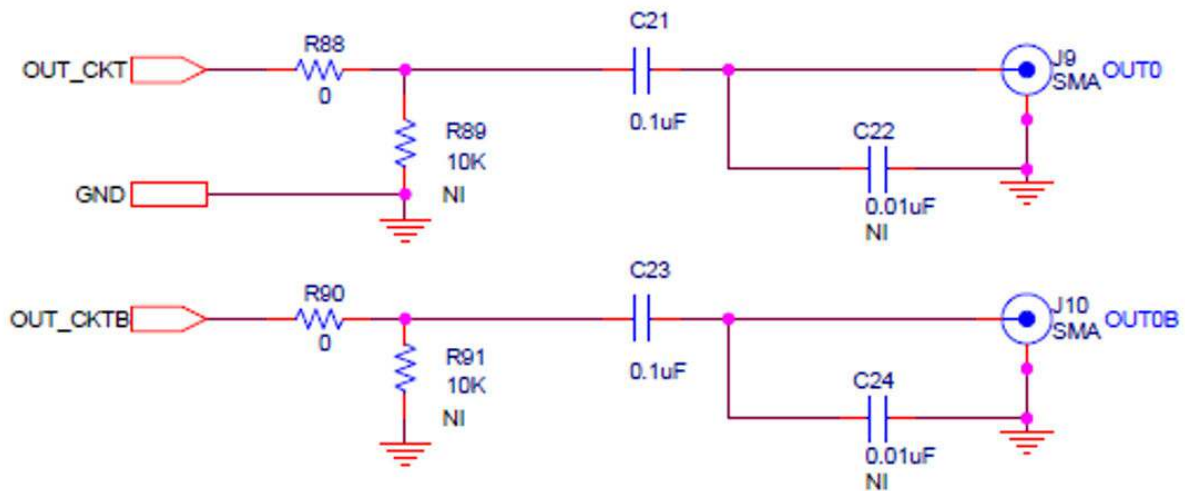 C21
R88
OUT_CKT
0
J9
SMA OUT0
0.1uF
R89
10K
NI
C22
GND
0.01uF
NI
C23
R90
OUT_CKTB
0
J10
SMA OUT0B
0.1uF
R91
10K
NI
C24
0.01uF
NI